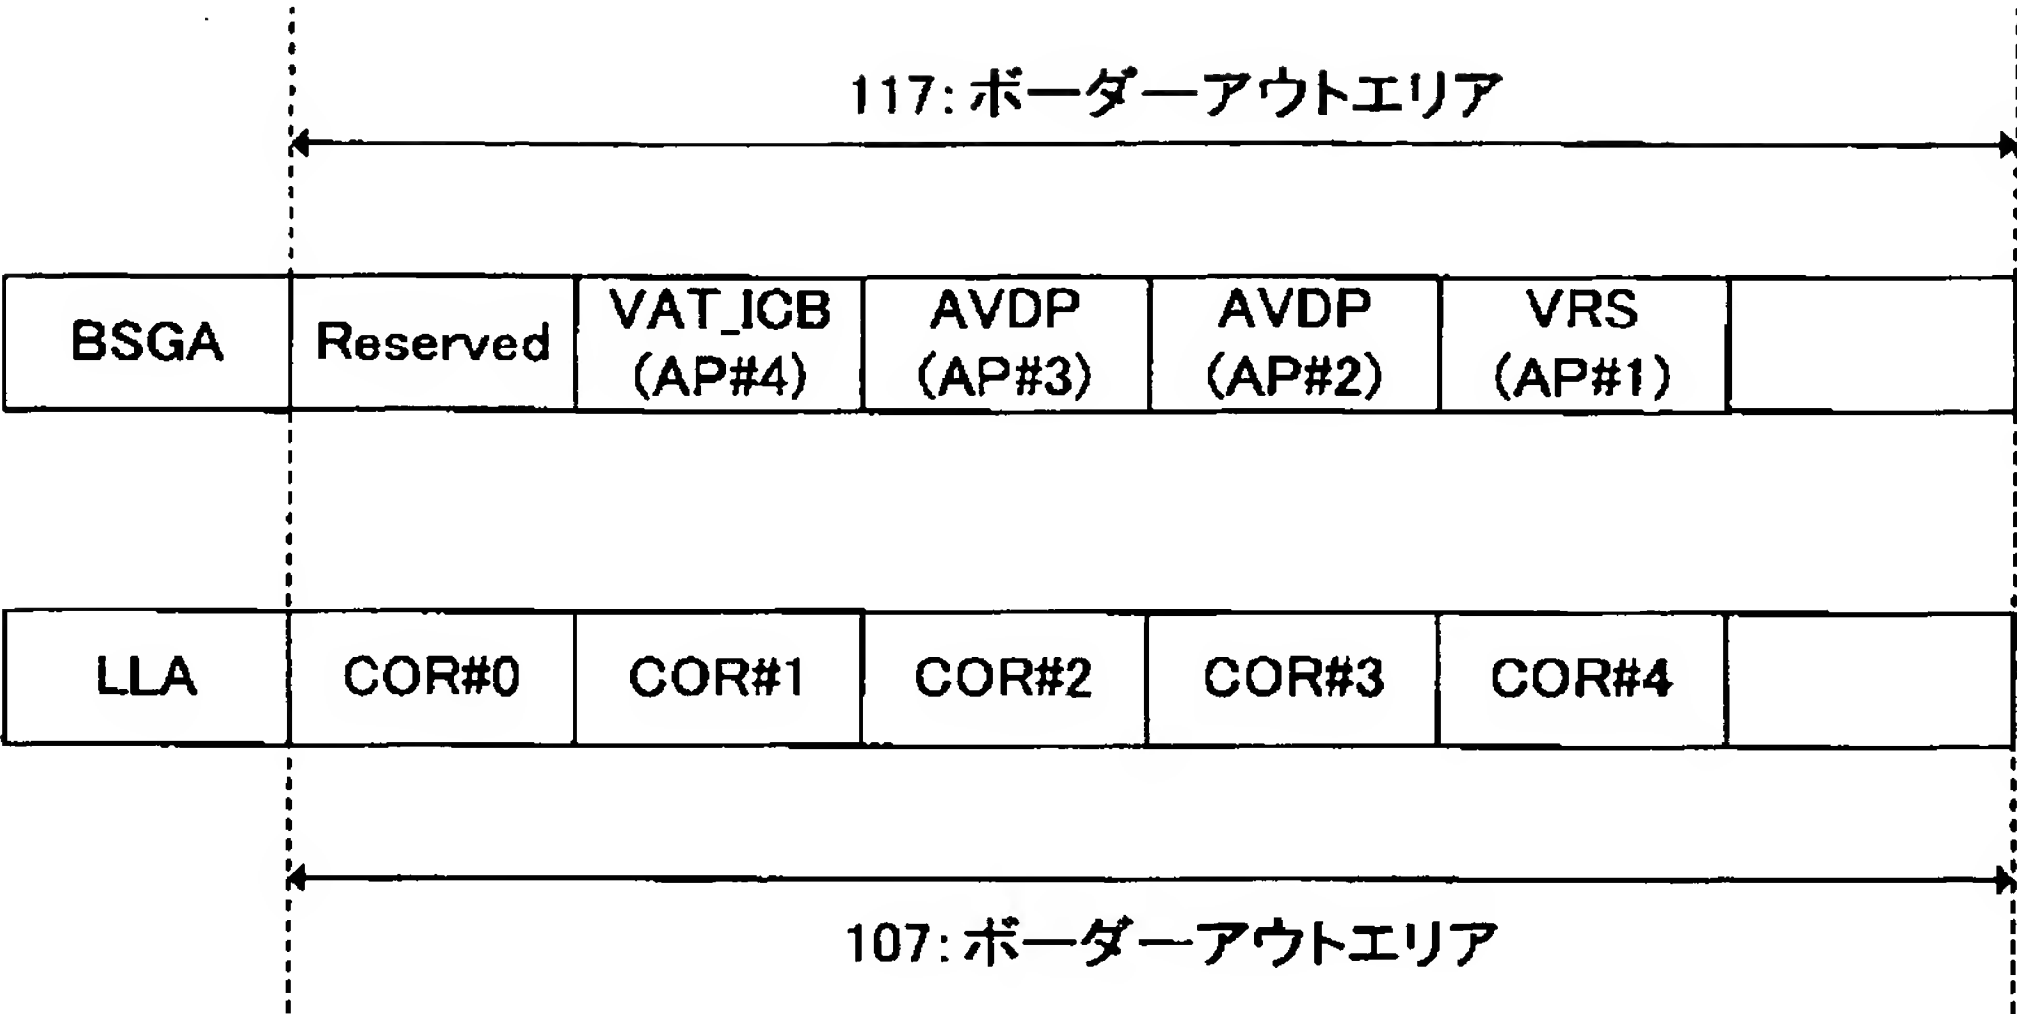 117:ボーダーアウトエリア
BSGA
Reserved
VAT_ICB
(AP#4)
AVDP
(AP#3)
AVDP
(AP#2)
VRS
(AP#1)
LLA
COR#0
COR#1
COR#2
COR#3
COR#4
107:ボーダーアウトエリア